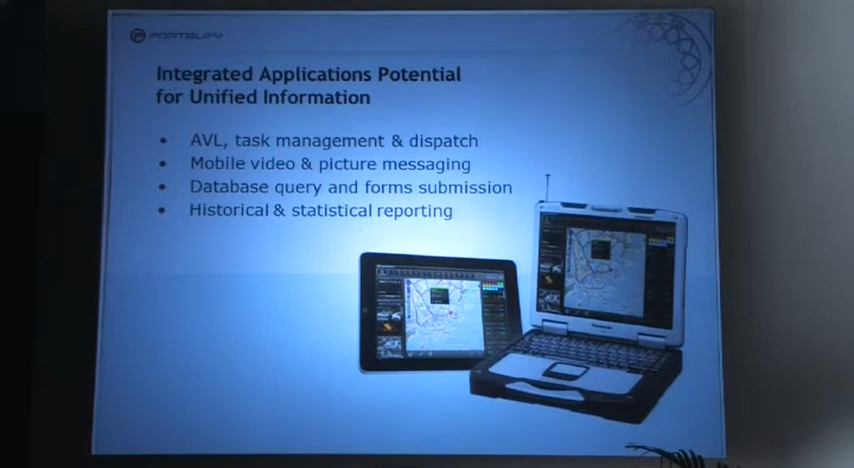 PORTALIFY
Integrated Applications Potential
for Unified Information
• AVL, task management & dispatch
• Mobile video & picture messaging
• Database query and forms submission
• Historical & statistical reporting